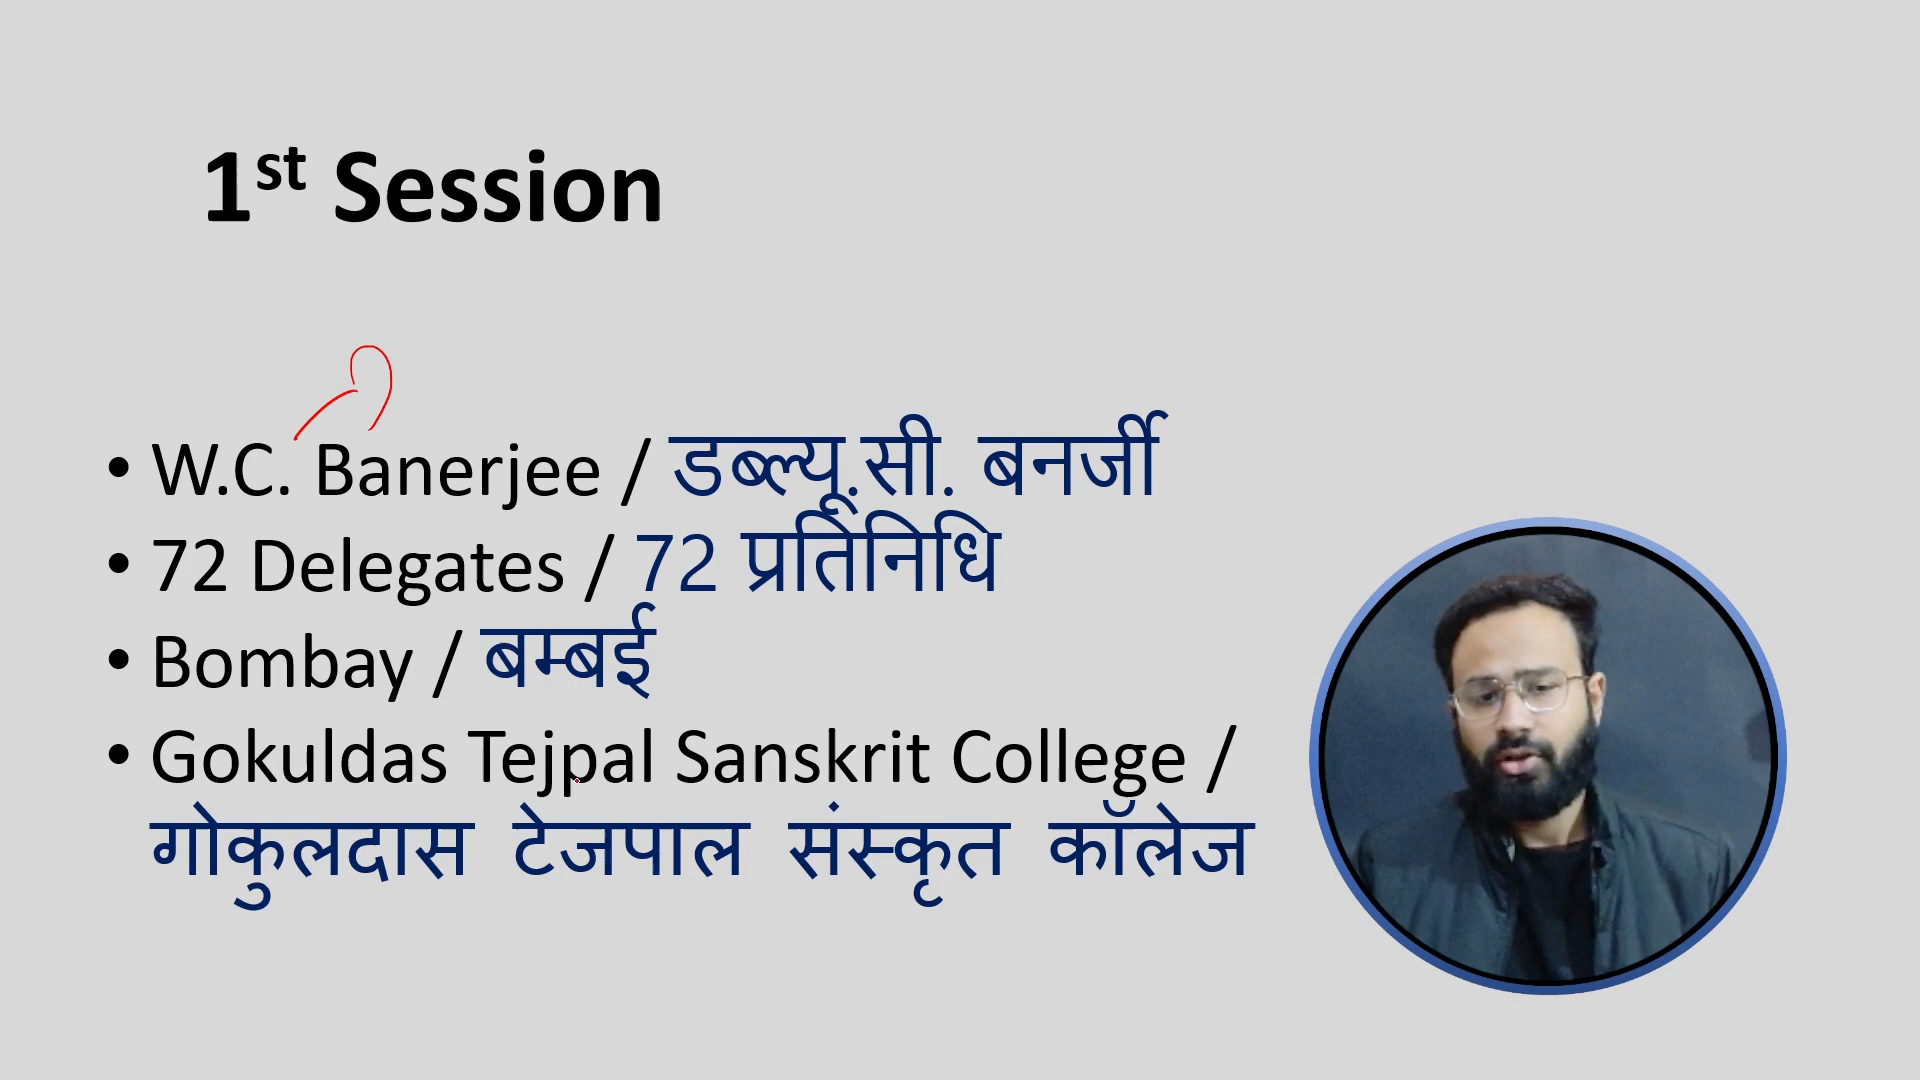 1st Session
• W.C. Banerjee / डब्ल्यू.सी. बनर्जी
• 72 Delegates / 72 प्रतिनिधि
• Bombay / बम्बई
• Gokuldas Tejpal Sanskrit College /
गोकुलदास टेजपाल संस्कृत कॉलेज